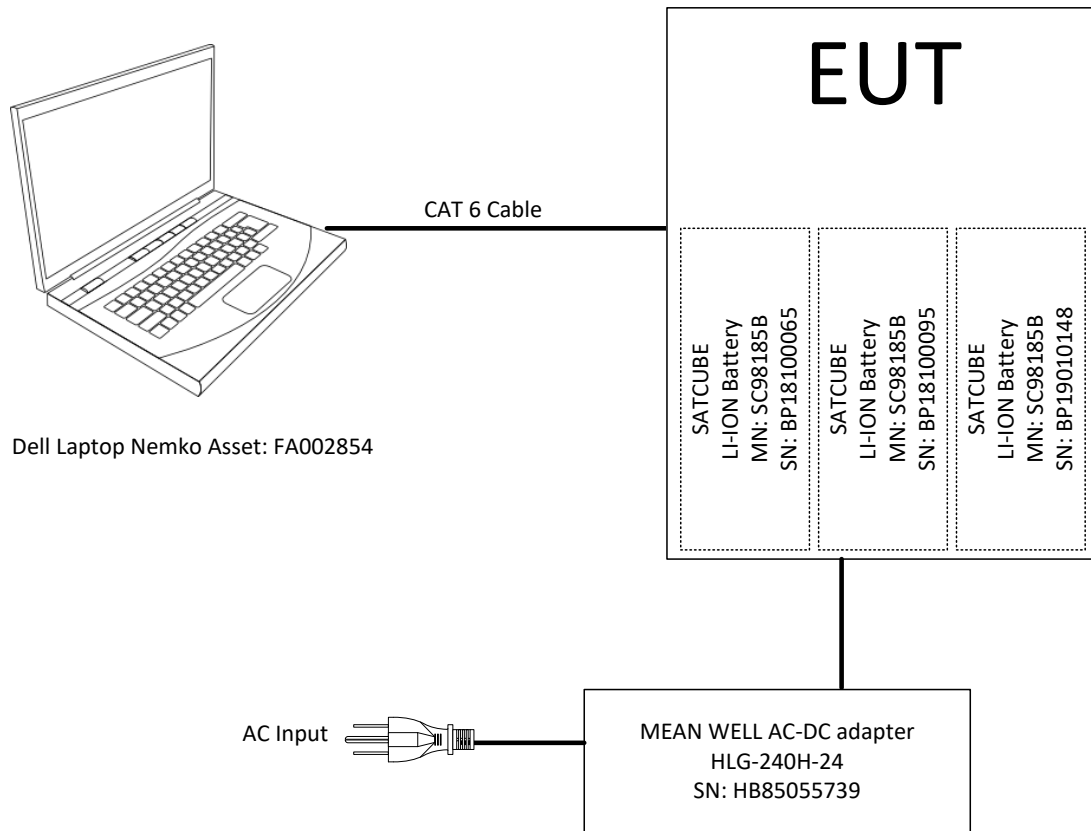 EUT
CAT 6 Cable
SATCUBE
LI-ION Battery
MN: SC98185B
SN: BP18100065
SATCUBE
LI-ION Battery
MN: SC98185B
SN: BP18100095
SATCUBE
LI-ION Battery
MN: SC98185B
SN: BP19010148
Dell Laptop Nemko Asset: FA002854
AC Input
MEAN WELL AC-DC adapter
HLG-240H-24
SN: HB85055739